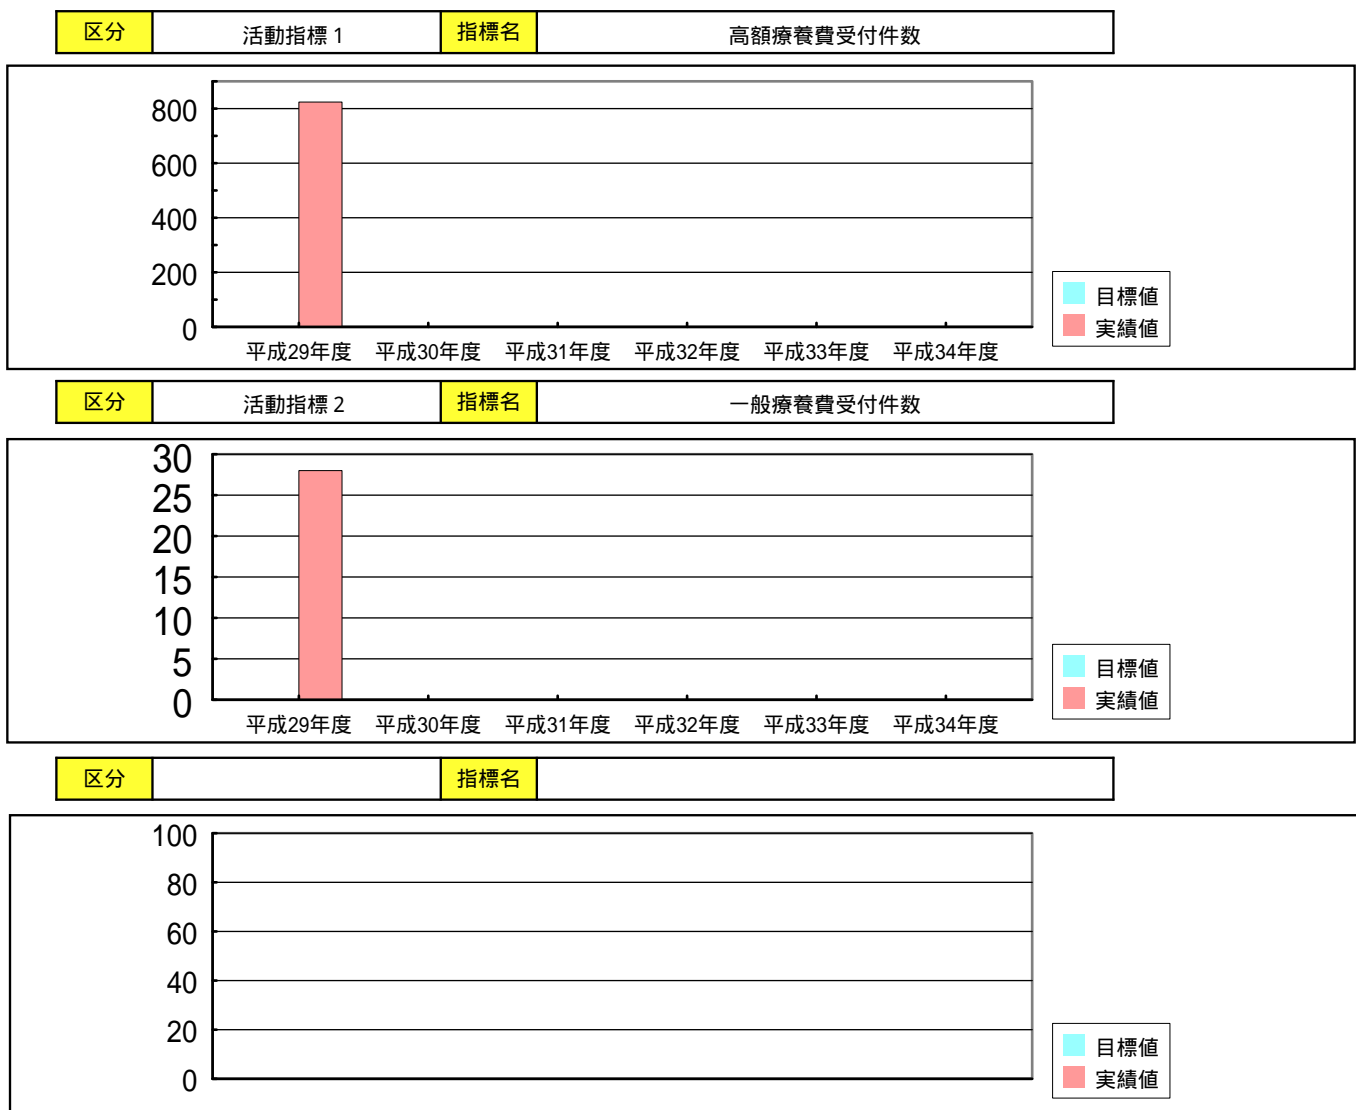 区分 活動指標1 指標名 高額療養費受付件数
800
600
400
200
0
平成29年度 平成30年度 平成31年度 平成32年度 平成33年度 平成34年度
目標値
実績値
区分 活動指標2 指標名 一般療養費受付件数
30
25
20
15
10
5
0
平成29年度 平成30年度 平成31年度 平成32年度 平成33年度 平成34年度
目標値
実績値
区分 指標名
100
80
60
40
20
0
目標値
実績値